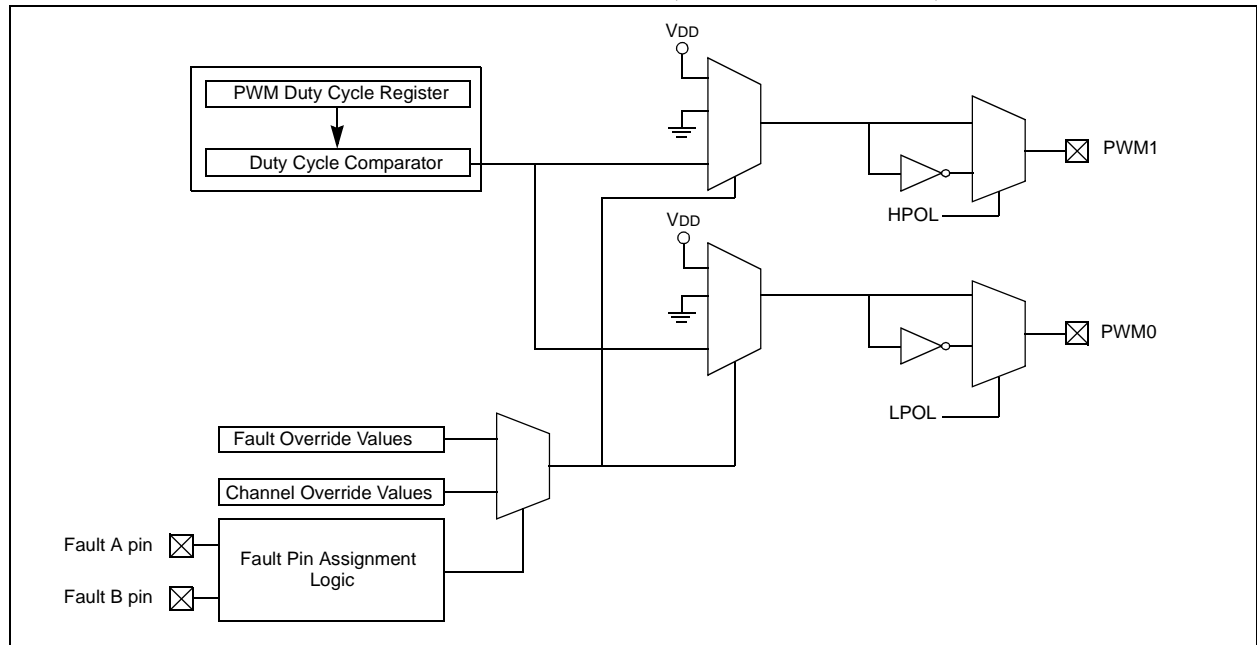 VDD
PWM Duty Cycle Register
Duty Cycle Comparator
PWM1
HPOL
VDD
PWM0
LPOL
Fault Override Values
Channel Override Values
Fault A pin
Fault Pin Assignment
Logic
Fault B pin